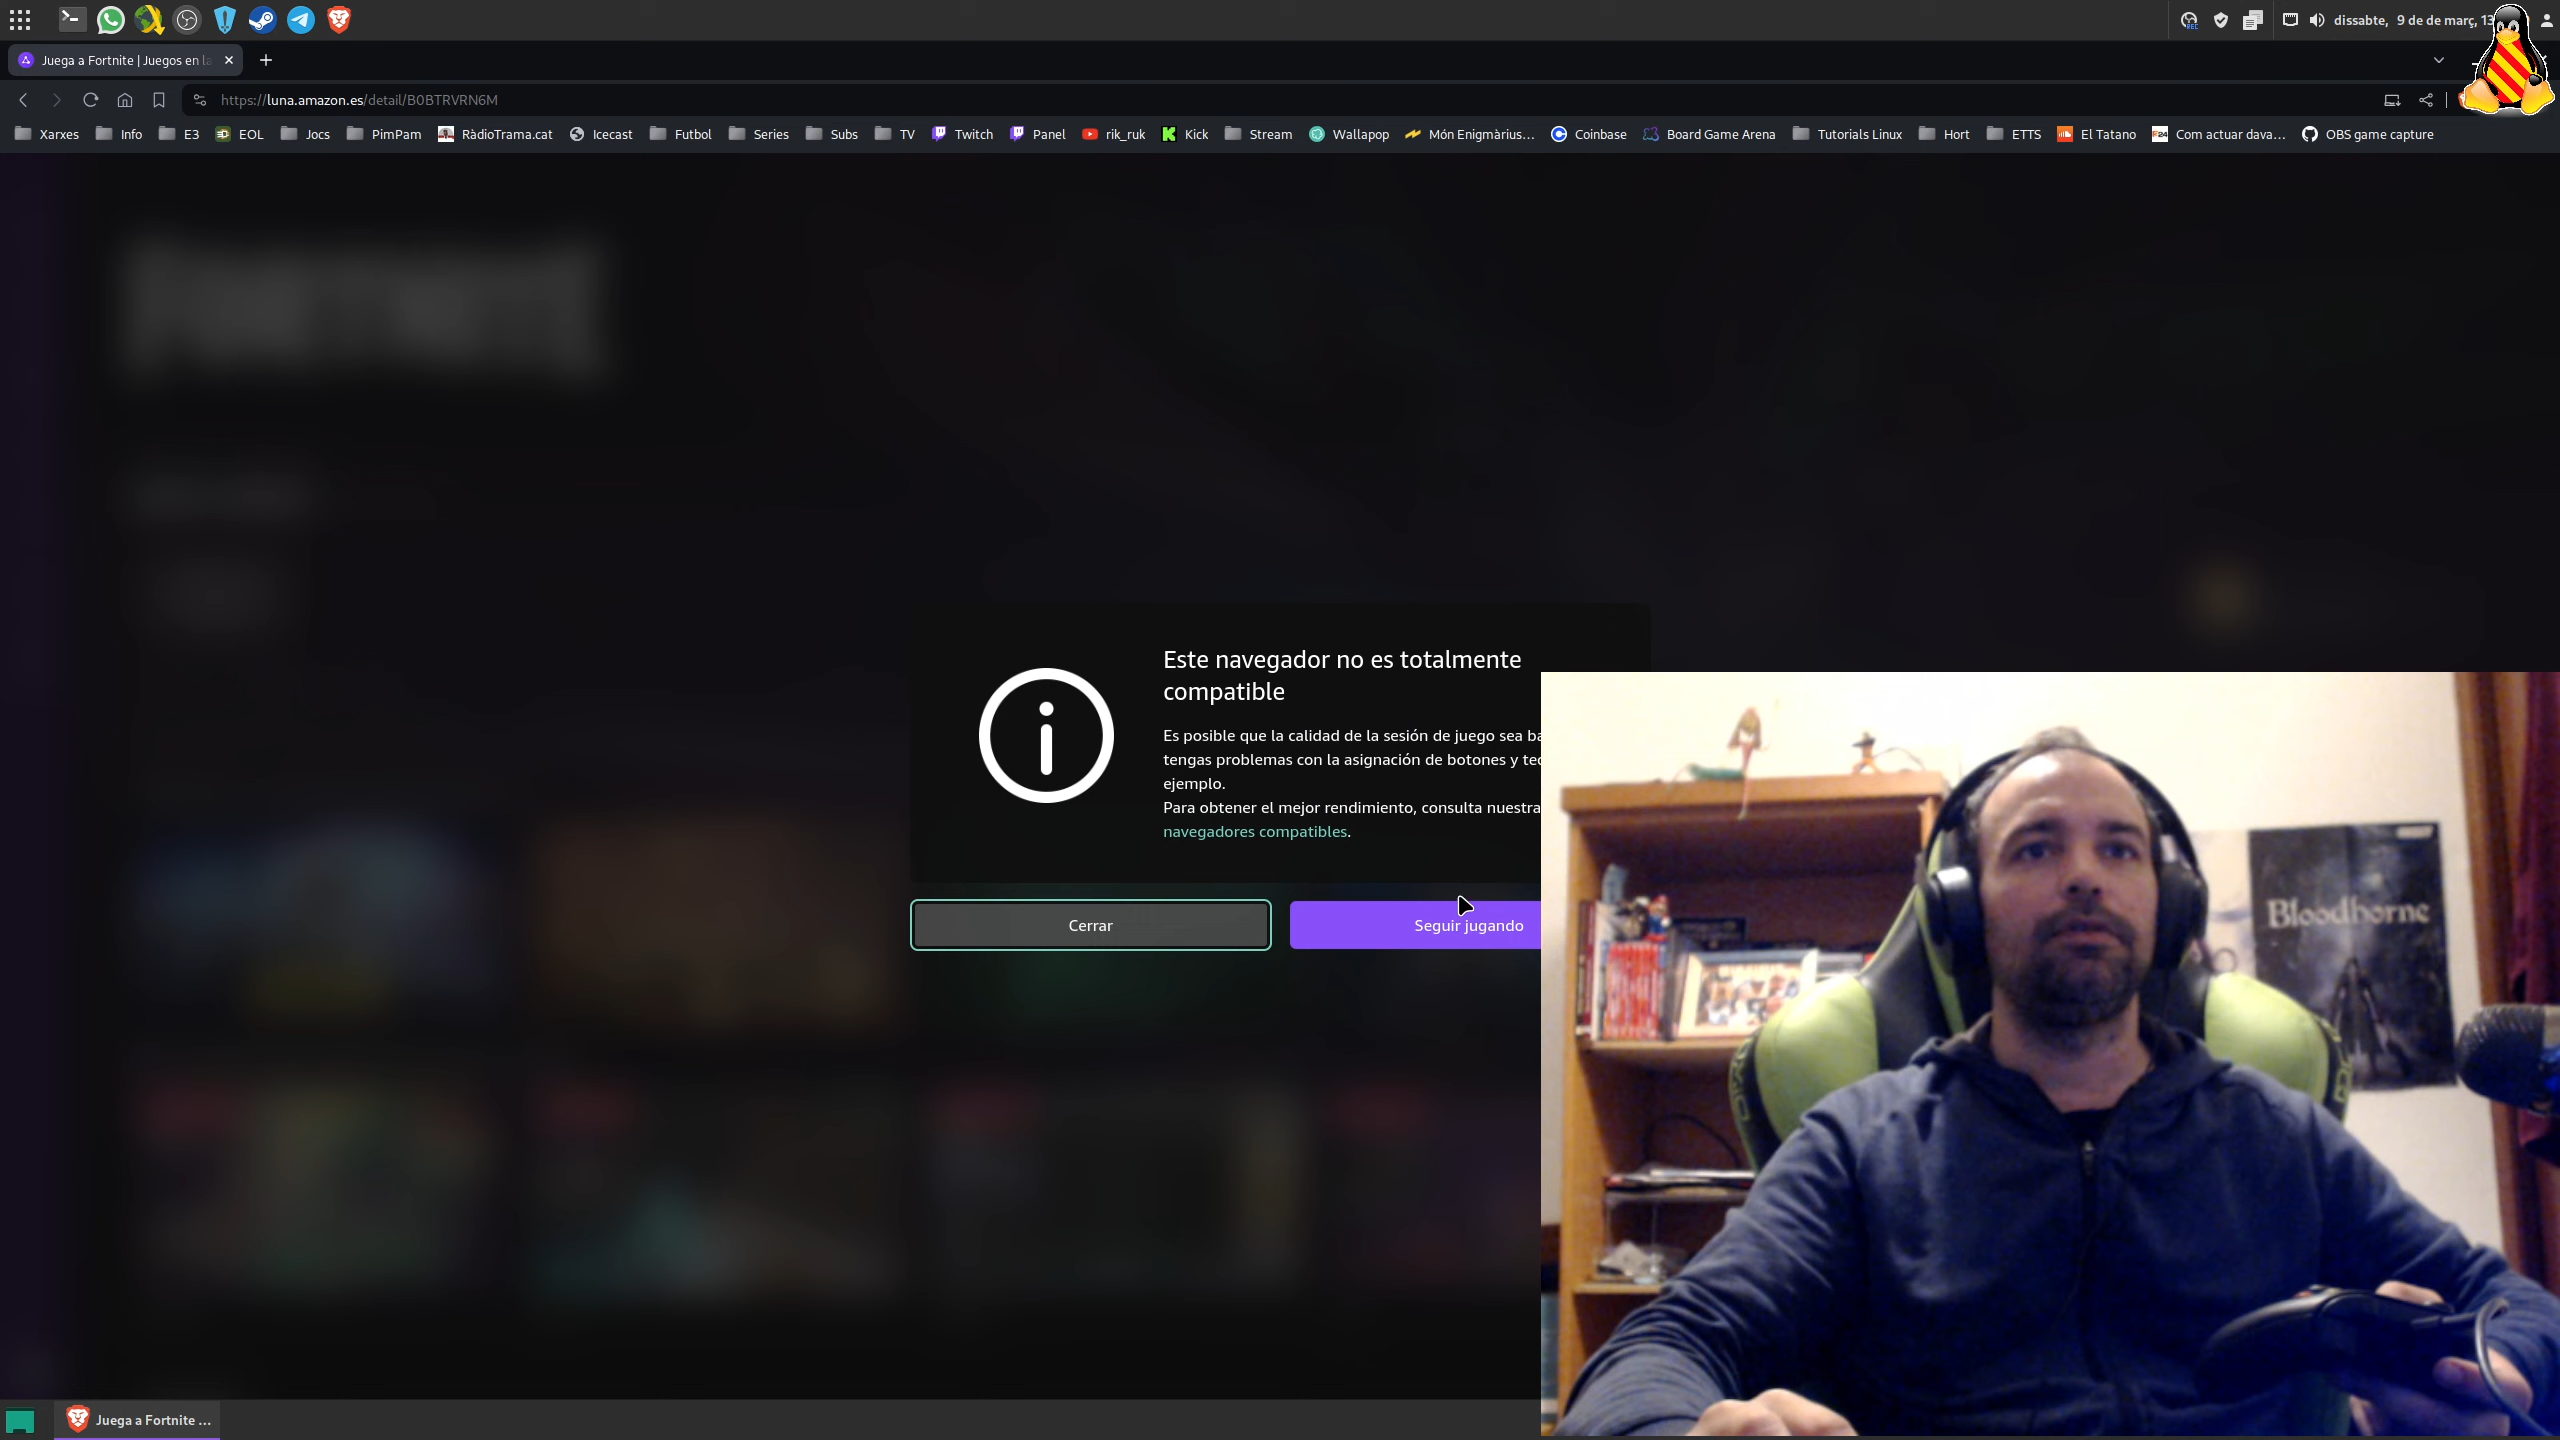 dissabte, 9 de de març, 13
Juega a Fortnite | Juegos en la
https://luna.amazon.es/detail/B0BTRVRN6M
Xarxes Info E3 EOL Jocs PimPam RàdioTrama.cat Icecast Futbol Series Subs TV Twitch Panel rik_ruk Kick Stream Wallapop Món Enigmàrius... Coinbase Board Game Arena Tutorials Linux Hort ETTS El Tatano Com actuar dava... OBS game capture
Este navegador no es totalmente
compatible
Es posible que la calidad de la sesión de juego sea
tengas problemas con la asignación de botones y
ejemplo.
Para obtener el mejor rendimiento, consulta nuestra
navegadores compatibles.
Cerrar
Seguir jugando
Bloodborne
Juega a Fortnite ...